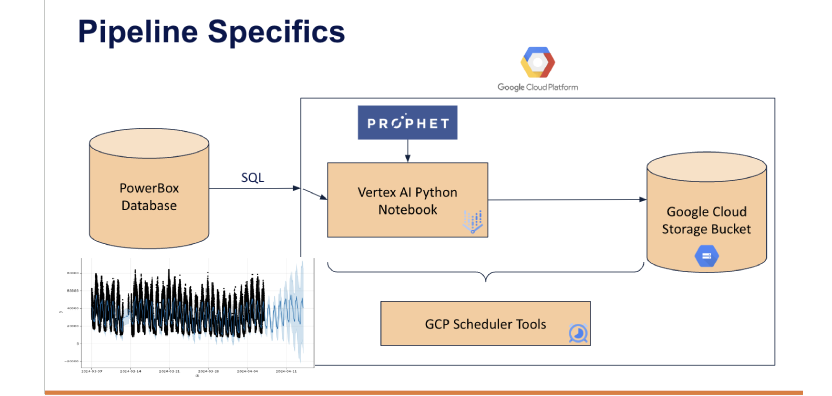 Pipeline Specifics
Google Cloud Platform
PROPHET
PowerBox
Database
SQL
Vertex AI Python
Notebook
Google Cloud
Storage Bucket
GCP Scheduler Tools
0